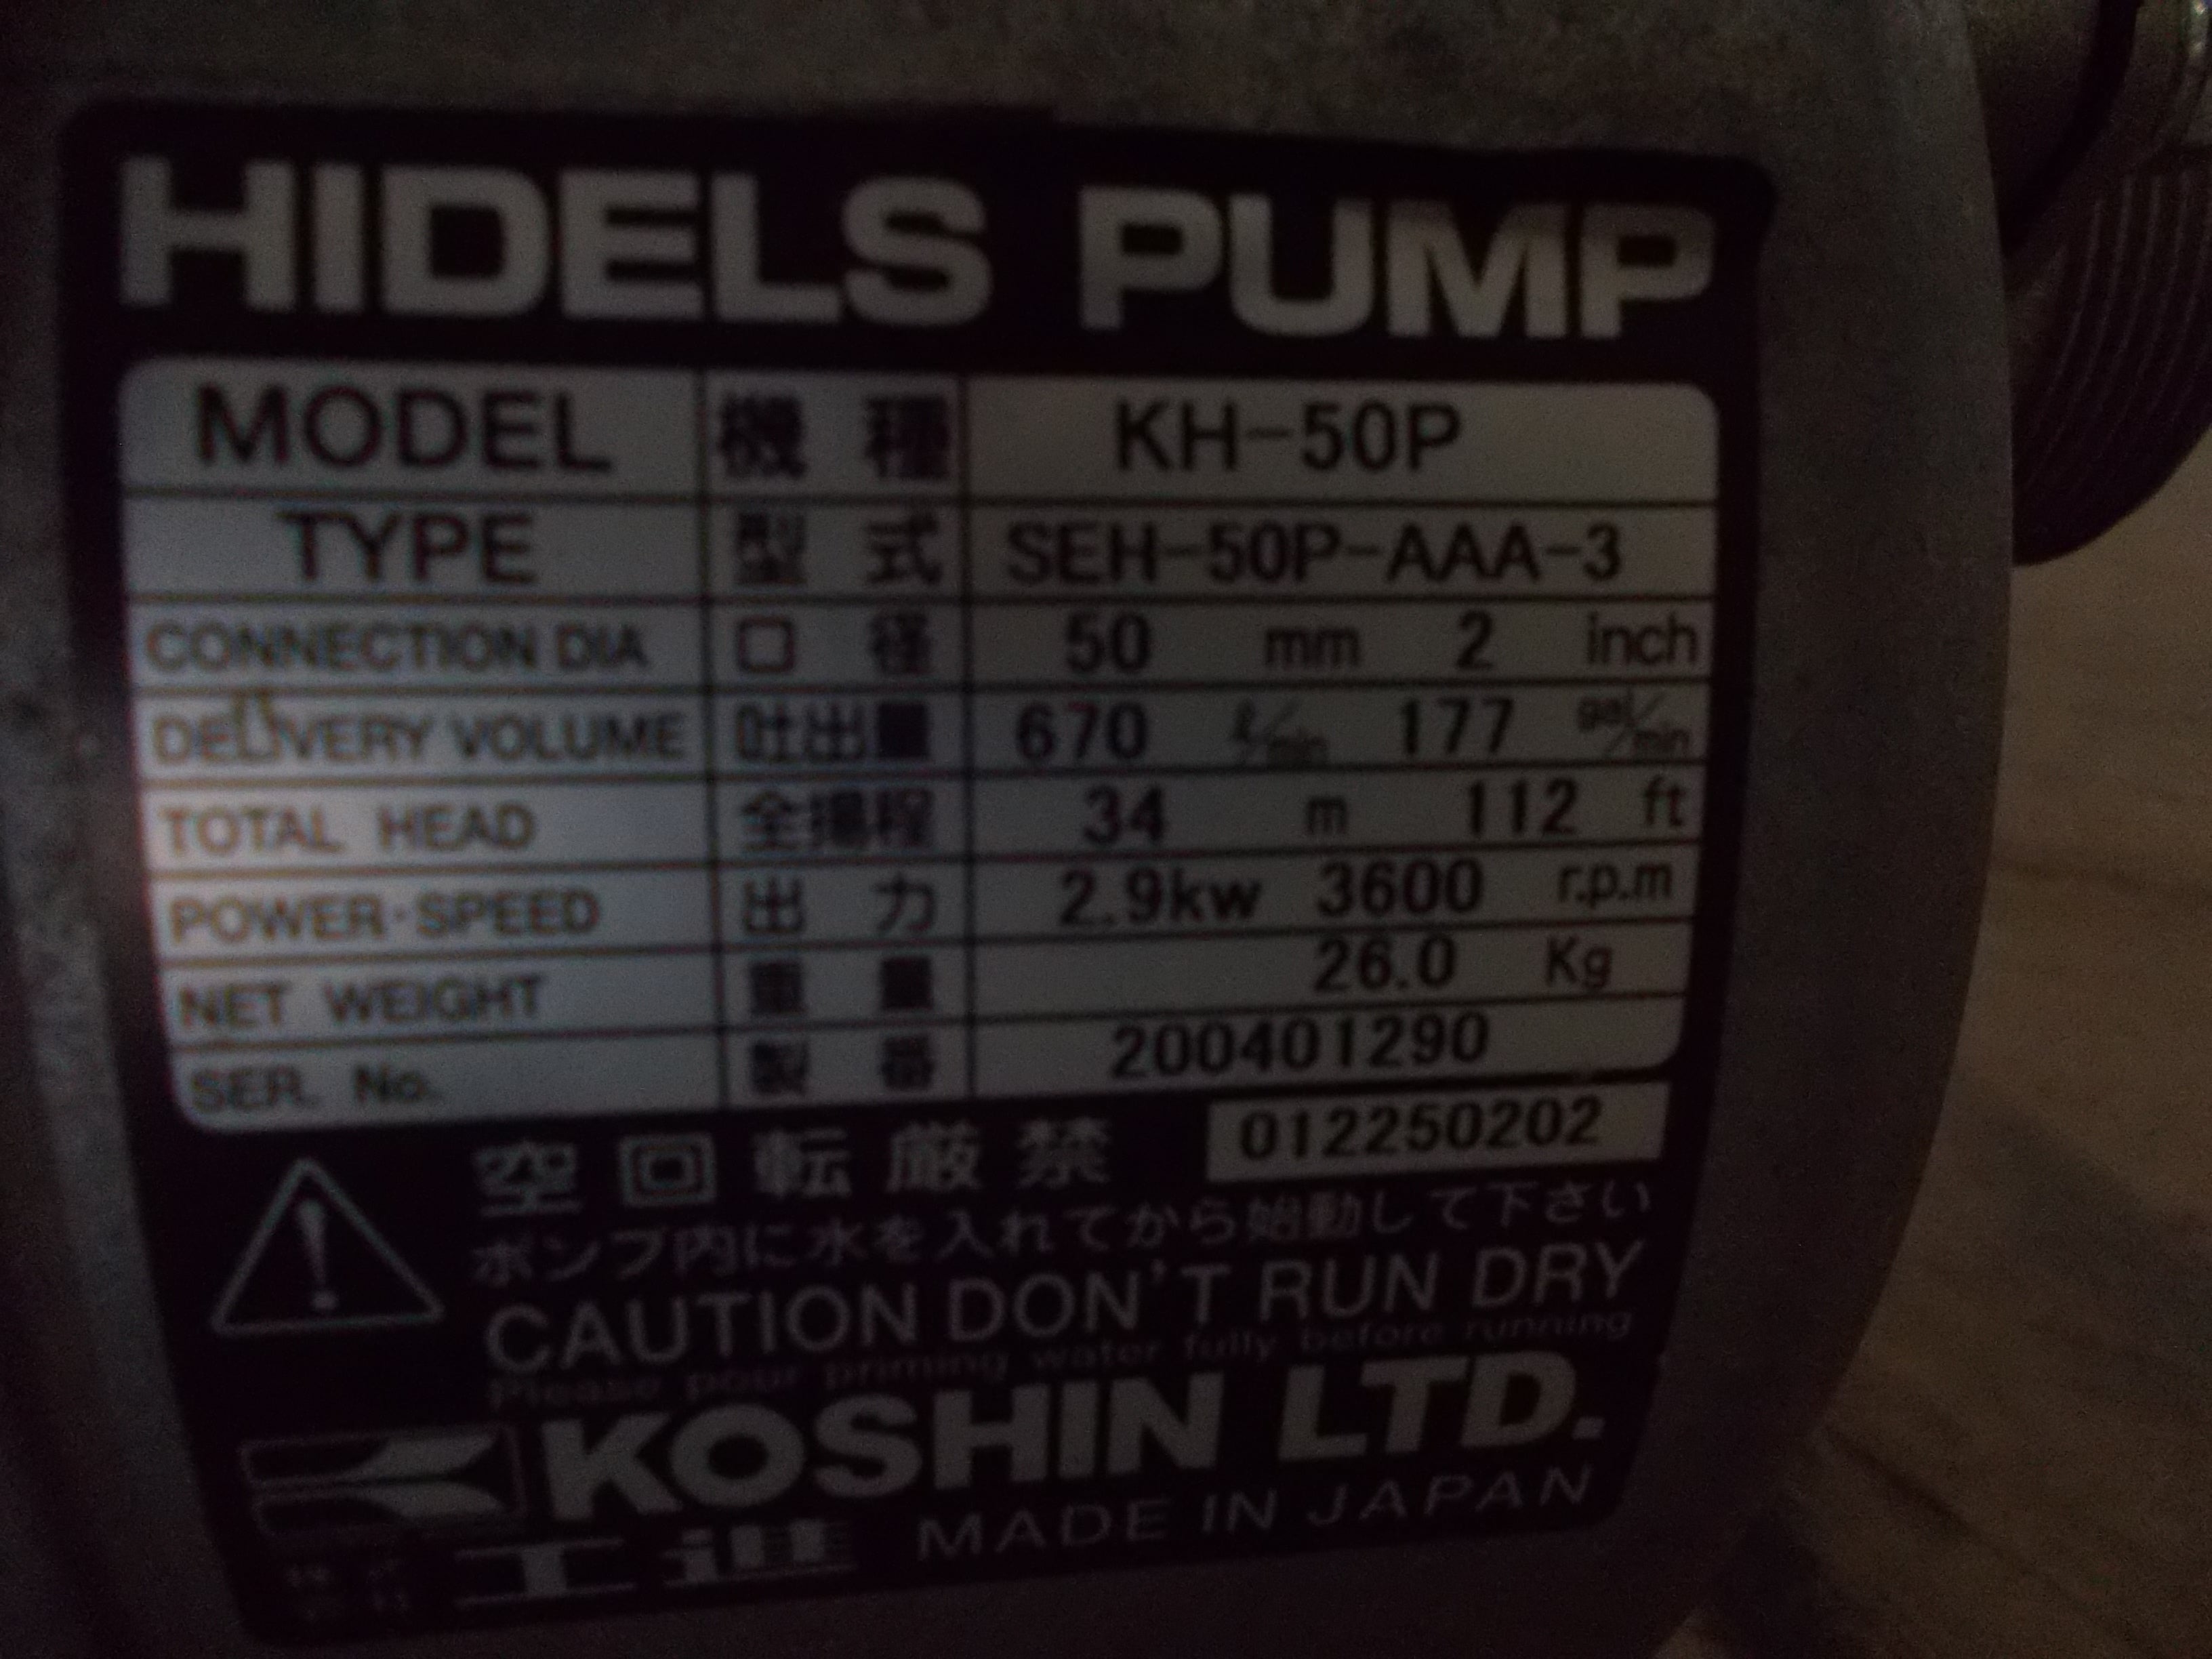 HIDELS PUMP
MODEL 機種 KH-50P
TYPE 型式 SEH-50P-AAA-3
CONNECTION DIA 口径 50 mm 2 inch
DELIVERY VOLUME 吐出量 670 ℓ/min 177 gal/min
TOTAL HEAD 全揚程 34 m 112 ft
POWER·SPEED 出力 2.9kw 3600 r.p.m
NET WEIGHT 重量 26.0 Kg
SER. No. 製番 200401290
空回転厳禁 012250202
ポンプ内に水を入れてから始動して下さい
CAUTION DON'T RUN DRY
Please pour priming water fully before running
KOSHIN LTD.
株式会社 工進 MADE IN JAPAN